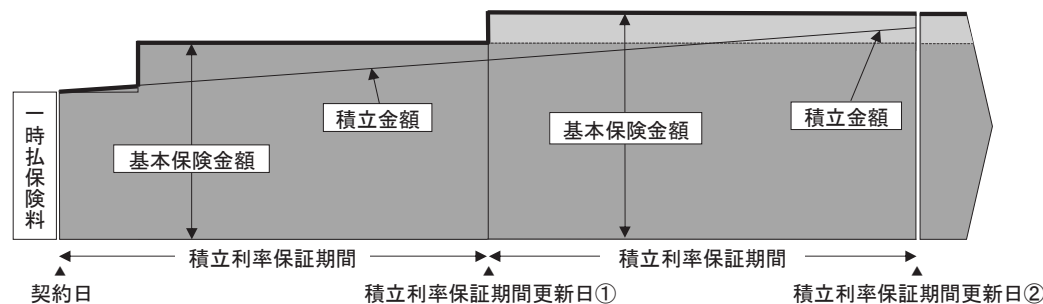 一時払保険料
積立金額
基本保険金額
基本保険金額
積立金額
積立利率保証期間
積立利率保証期間
契約日
積立利率保証期間更新日①
積立利率保証期間更新日②